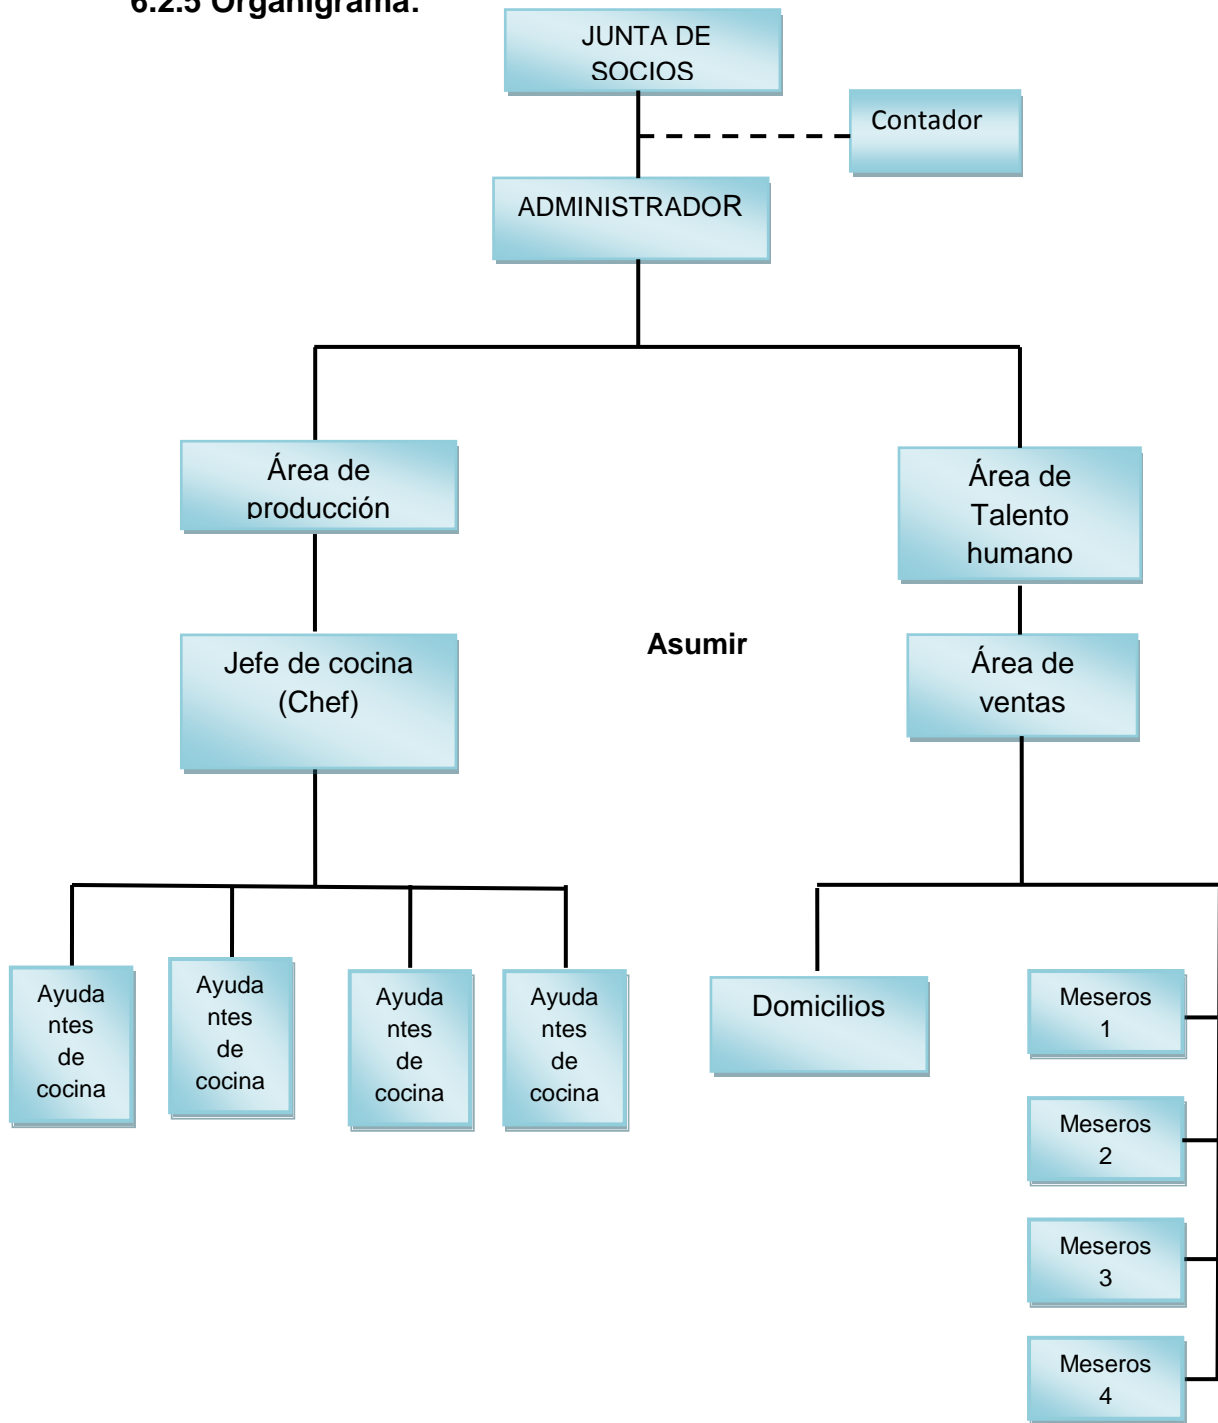 6.2.5 Organigrama.
JUNTA DE
SOCIOS
Contador
ADMINISTRADOR
Área de
producción
Área de
Talento
humano
Jefe de cocina
(Chef)
Asumir
Área de
ventas
Ayuda
ntes
de
cocina
Ayuda
ntes
de
cocina
Ayuda
ntes
de
cocina
Ayuda
ntes
de
cocina
Domicilios
Meseros
1
Meseros
2
Meseros
3
Meseros
4